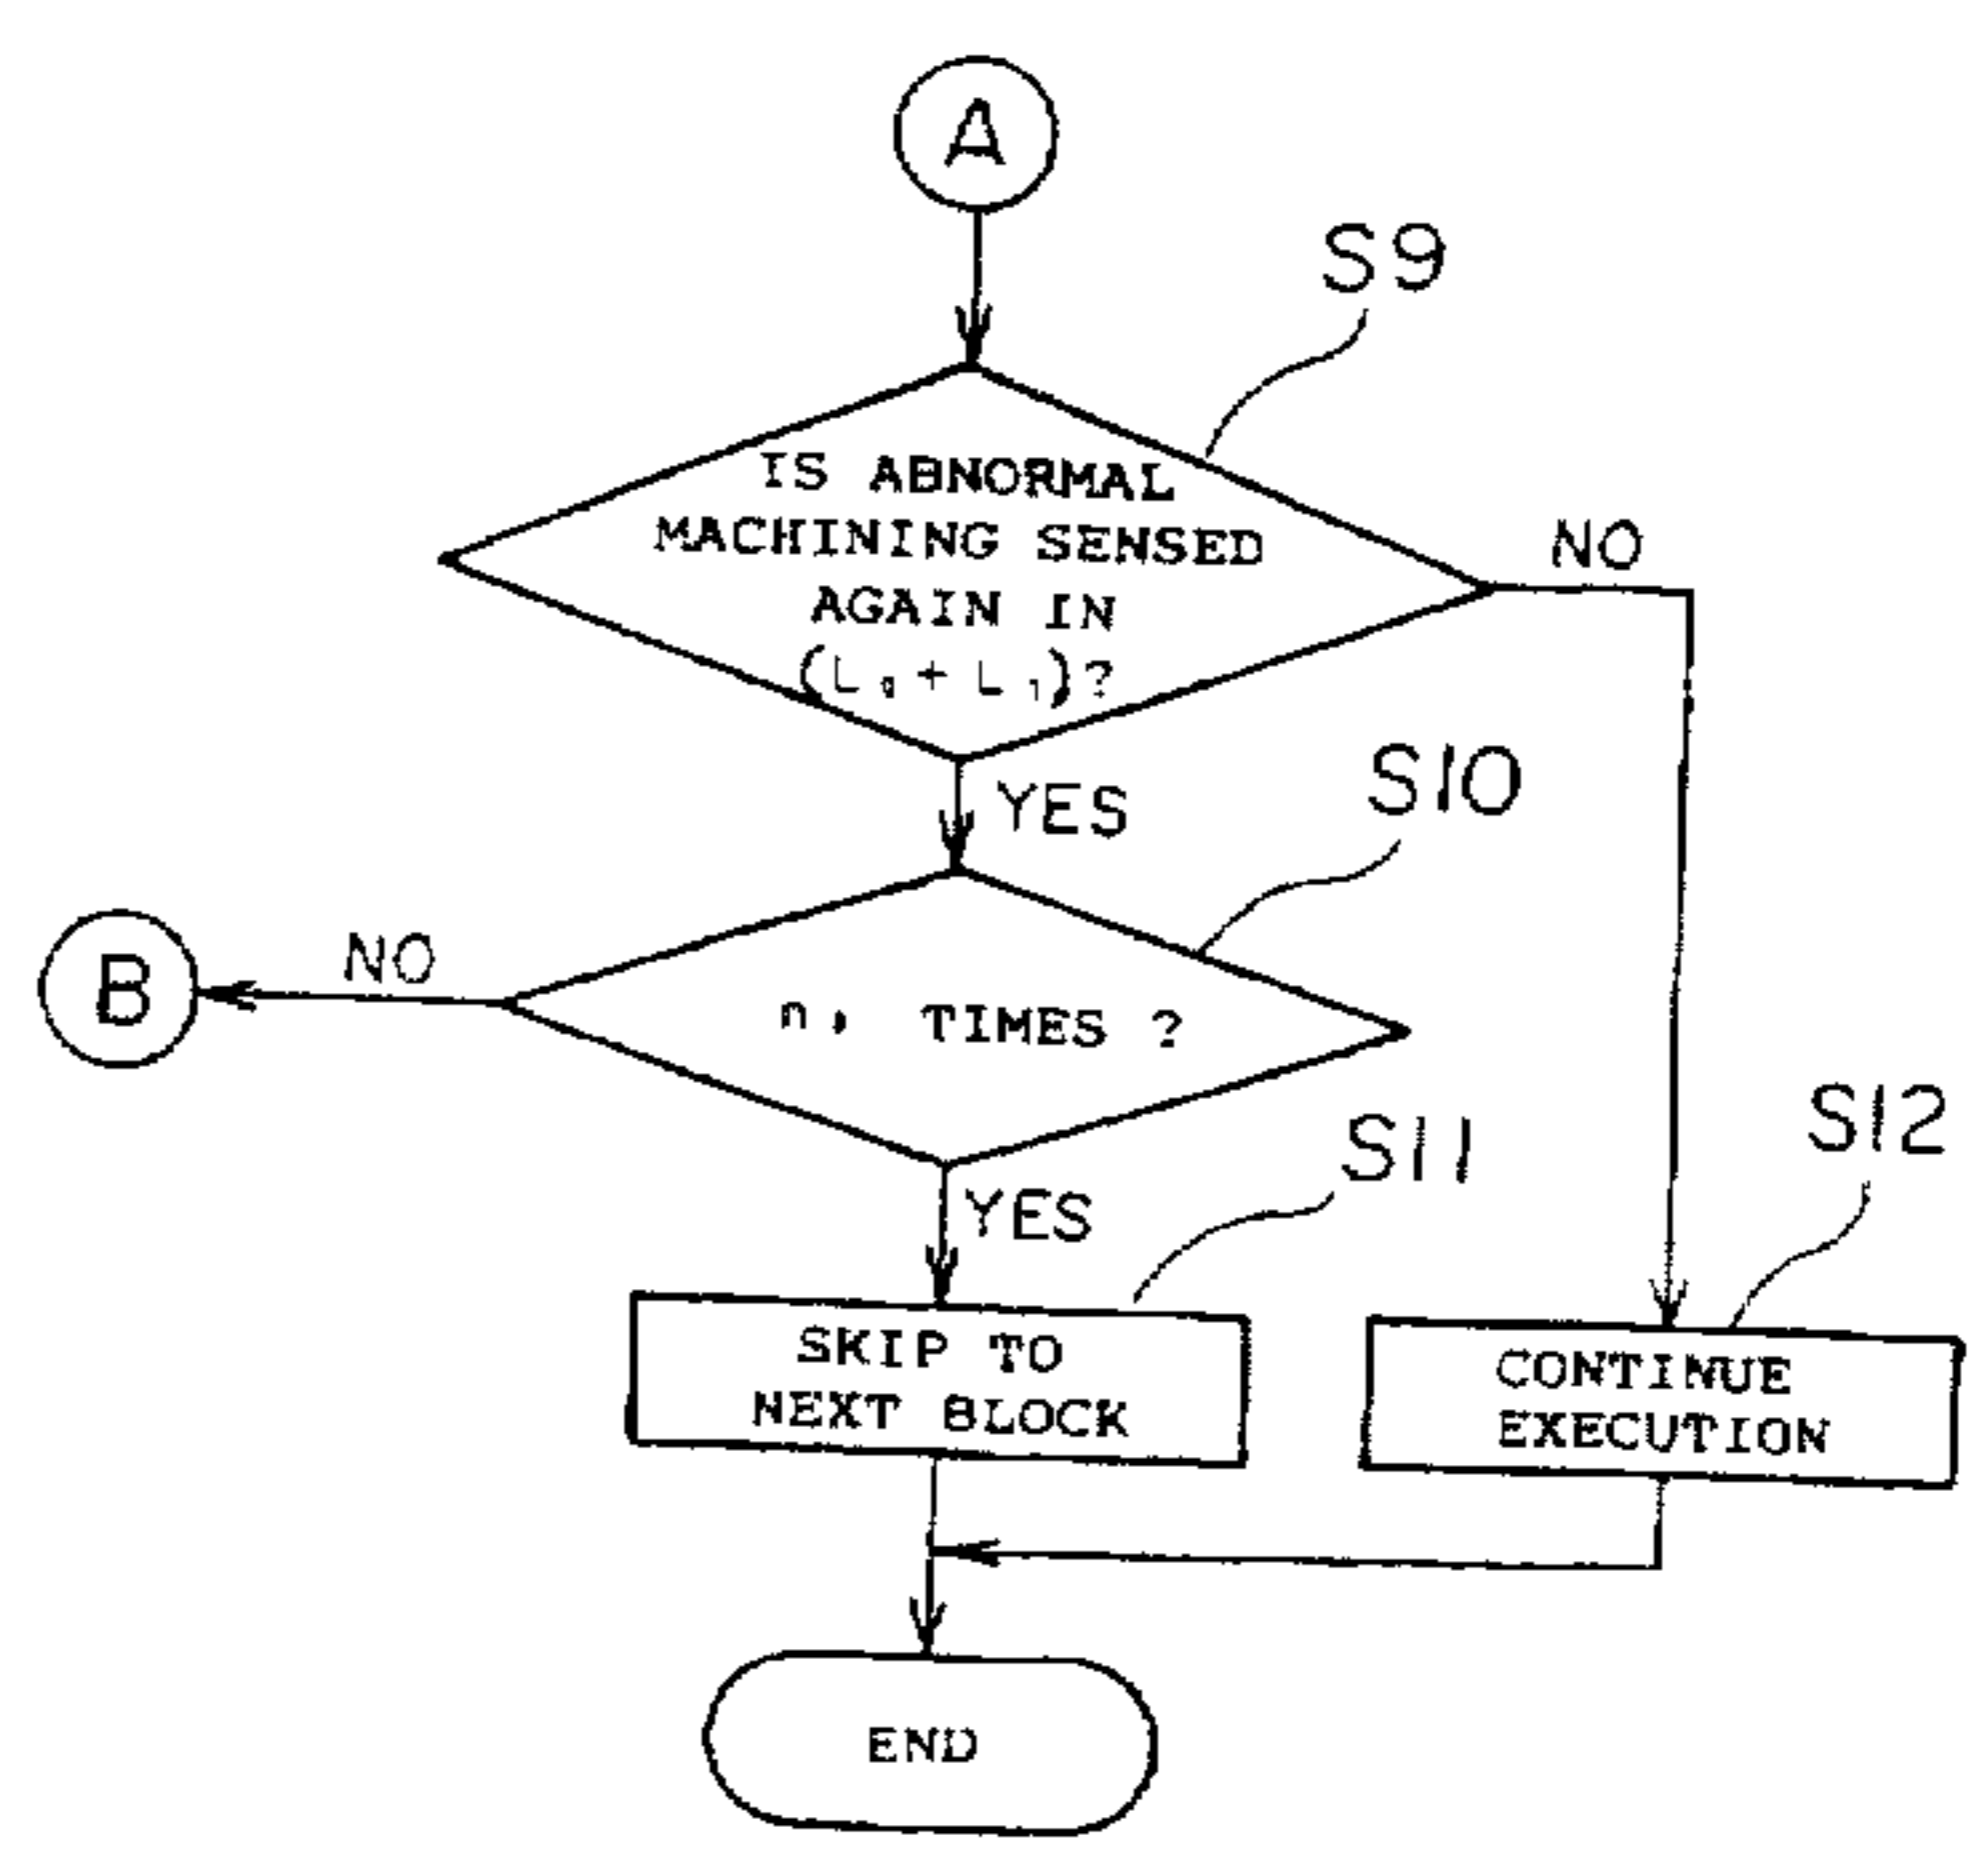 A
S9
IS ABNORMAL
MACHINING SENSED
AGAIN IN
(L₀ + L₁)?
NO
YES
S10
B
NO
n, TIMES ?
YES
S11
S12
SKIP TO
NEXT BLOCK
CONTINUE
EXECUTION
END